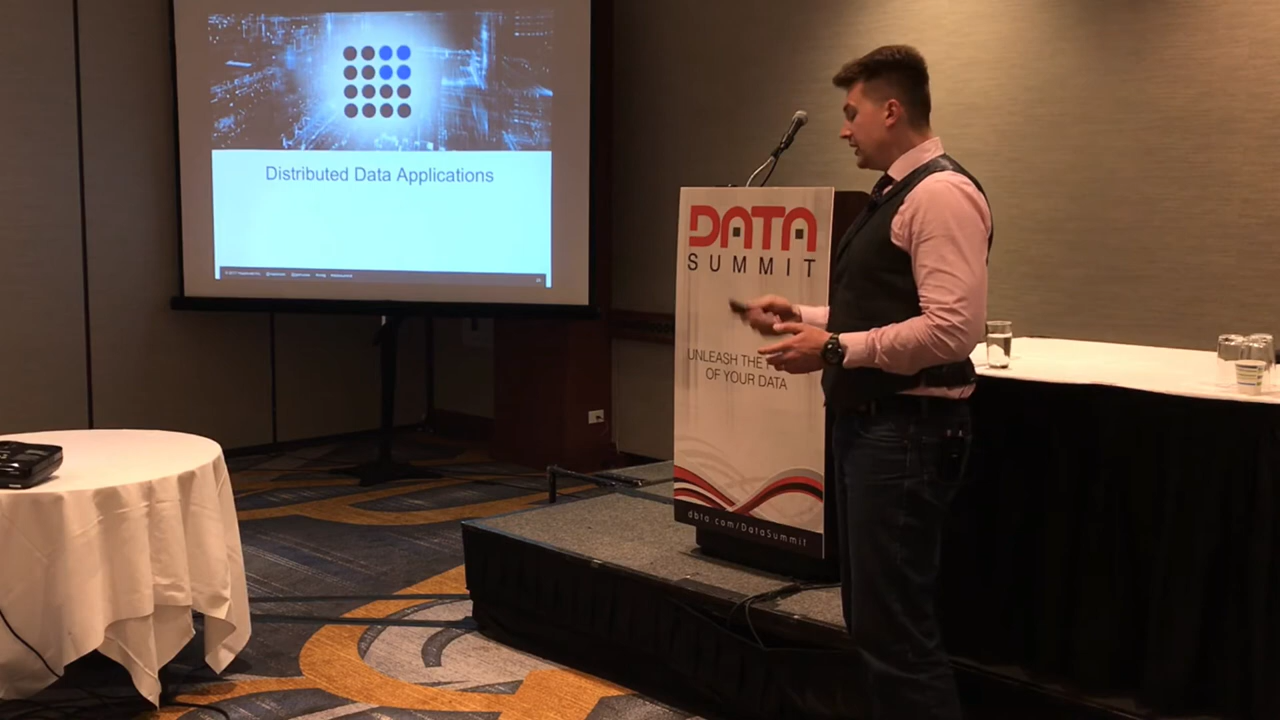 Distributed Data Applications
DATA
SUMMIT
UNLEASH THE
OF YOUR DATA
dbta.com/DataSummit